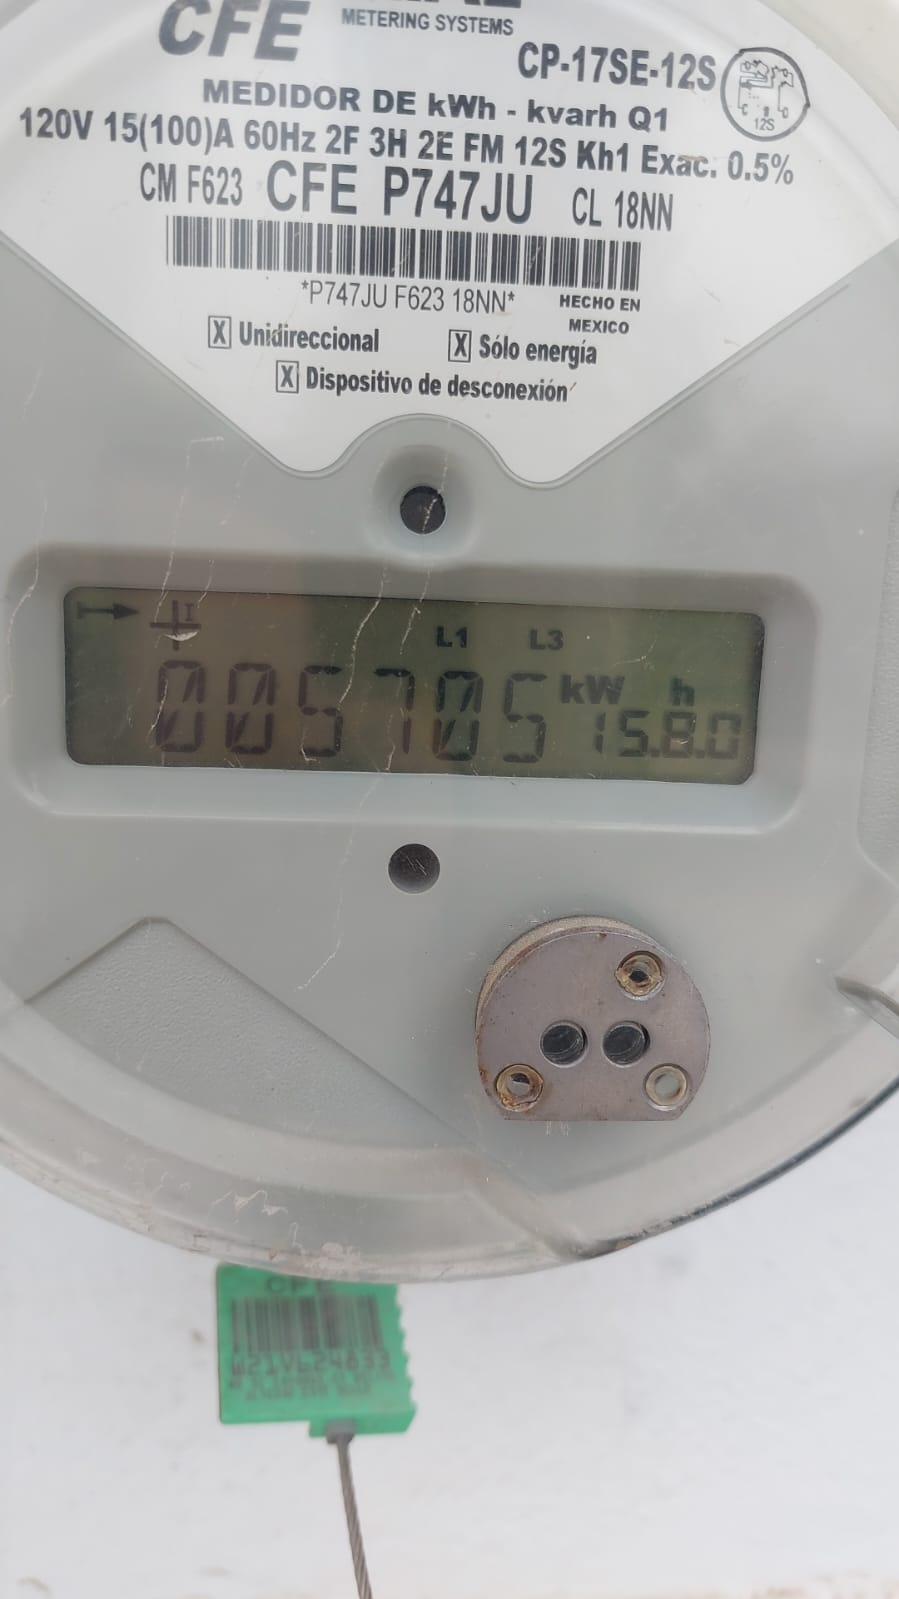 CFE
METERING SYSTEMS
CP-17SE-12S
12S
MEDIDOR DE kWh - kvarh Q1
120V 15(100)A 60Hz 2F 3H 2E FM 12S Kh1 Exac. 0.5%
CM F623 CFE P747JU CL 18NN
*P747JU F623 18NN*
HECHO EN
MEXICO
X Unidireccional X Sólo energía
X Dispositivo de desconexión
L1 L3
005705 kW h
15.8.0
CFE